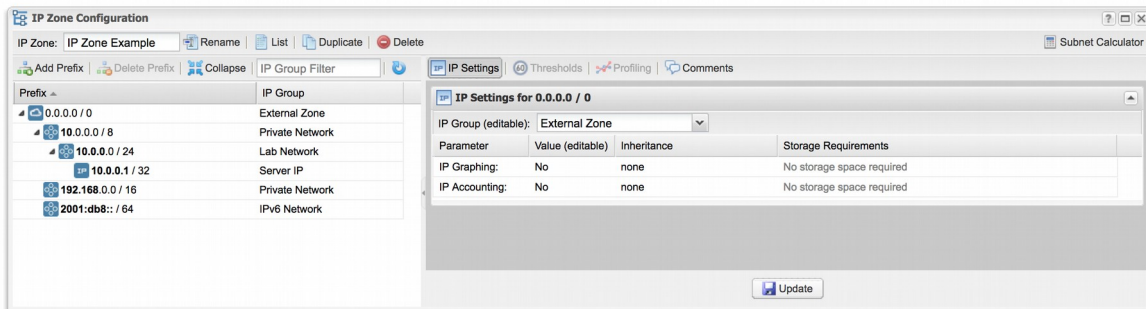 IP Zone Configuration
IP Zone: IP Zone Example Rename List Duplicate Delete Subnet Calculator
Add Prefix Delete Prefix Collapse IP Group Filter
Prefix IP Group
0.0.0.0 / 0 External Zone
10.0.0.0 / 8 Private Network
10.0.0.0 / 24 Lab Network
IP 10.0.0.1 / 32 Server IP
192.168.0.0 / 16 Private Network
2001:db8:: / 64 IPv6 Network
IP IP Settings 60 Thresholds Profiling Comments
IP IP Settings for 0.0.0.0 / 0
IP Group (editable): External Zone
Parameter Value (editable) Inheritance Storage Requirements
IP Graphing: No none No storage space required
IP Accounting: No none No storage space required
Update